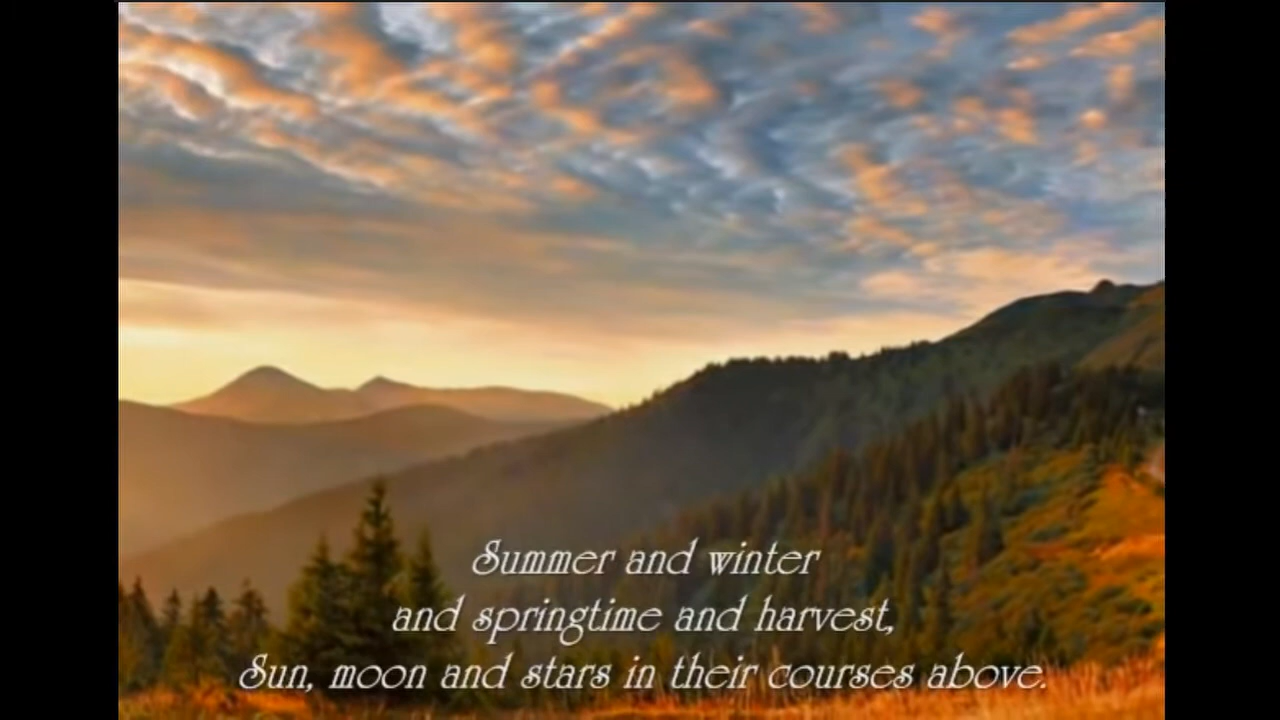 Summer and winter
and springtime and harvest,
Sun, moon and stars in their courses above.